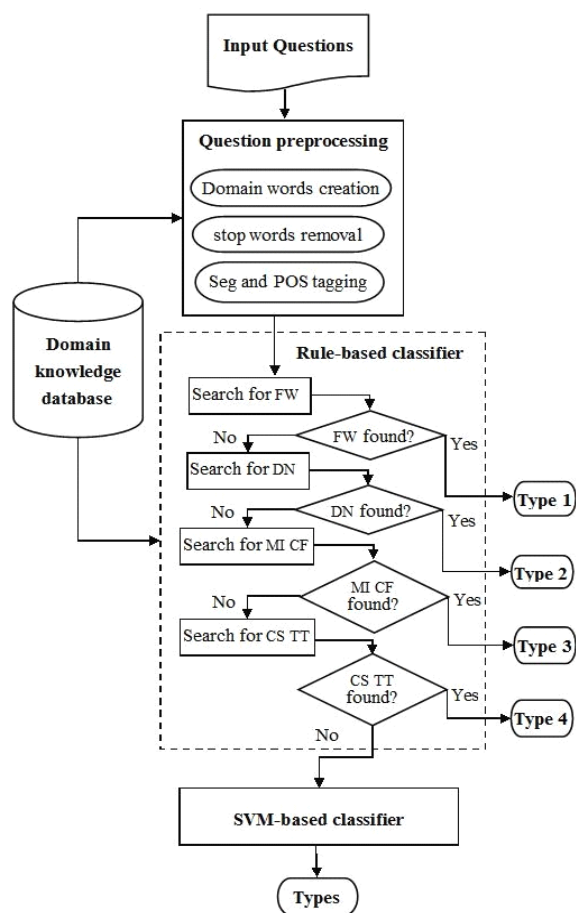 Input Questions
Question preprocessing
Domain words creation
stop words removal
Seg and POS tagging
Domain
knowledge
database
Rule-based classifier
Search for FW
FW found?
No
Yes
Search for DN
Type 1
DN found?
No
Yes
Search for MI CF
Type 2
MI CF
found?
No
Yes
Search for CS TT
Type 3
CS TT
found?
Yes
Type 4
No
SVM-based classifier
Types